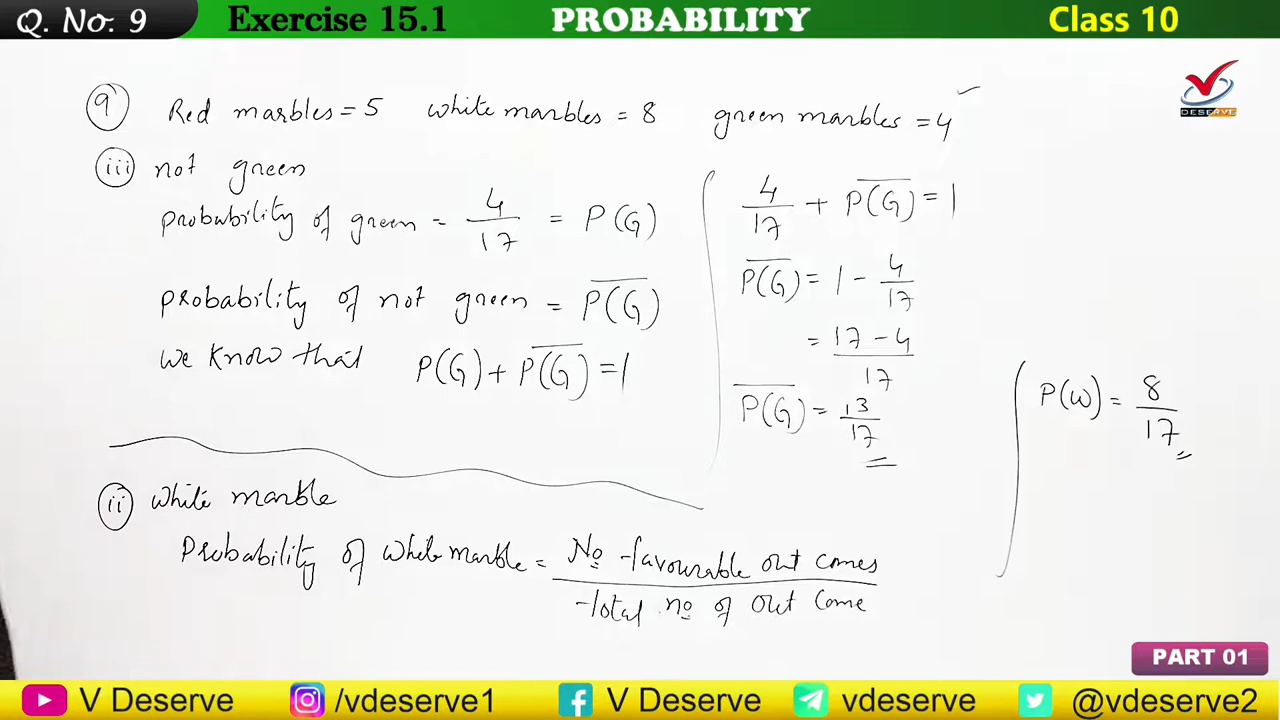 Q. No. 9 Exercise 15.1 PROBABILITY Class 10
DESERVE
9 Red marbles = 5 white marbles = 8 green marbles = 4
iii not green
probability of green = 4/17 = P(G)
probability of not green = P̅(̅G̅)̅
We know that P(G) + P̅(̅G̅)̅ = 1
4/17 + P̅(̅G̅)̅ = 1
P̅(̅G̅)̅ = 1 - 4/17
= 17 - 4/17
P̅(̅G̅)̅ = 13/17
ii white marble
Probability of white marble = No favourable out comes / total no of out come
P(W) = 8/17
PART 01
V Deserve /vdeserve1 V Deserve vdeserve @vdeserve2